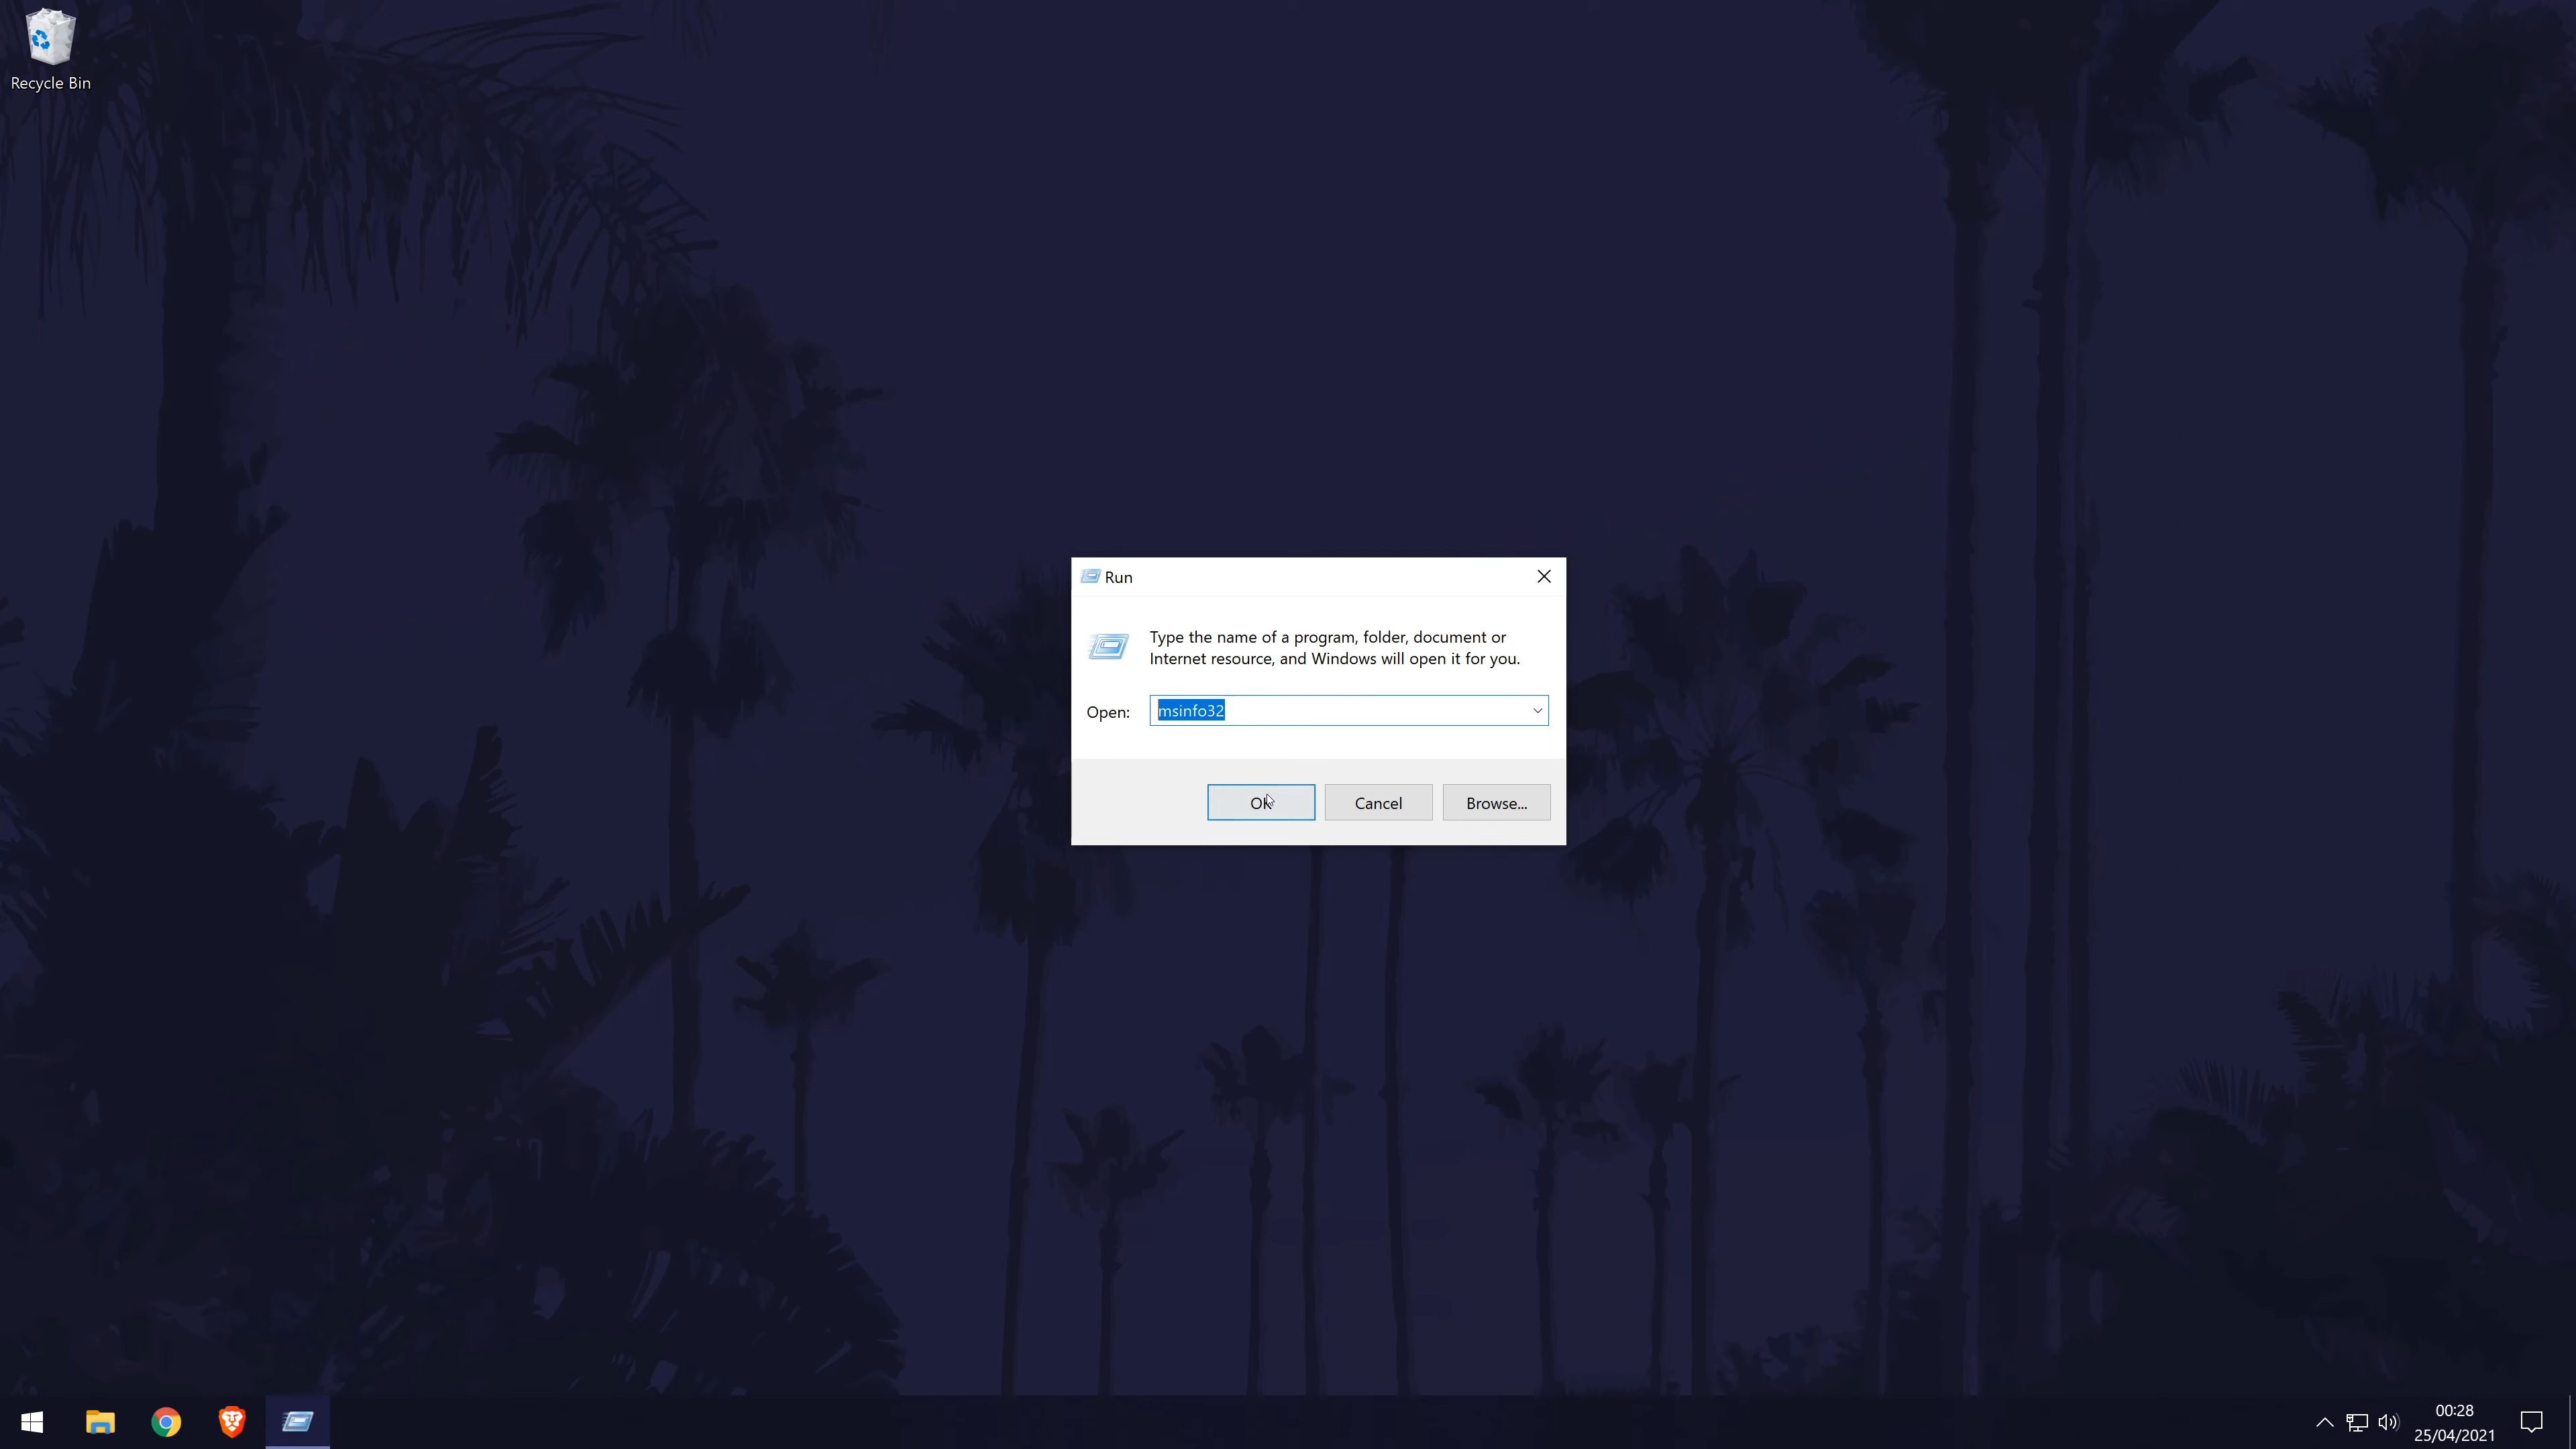 Recycle Bin
Run
Type the name of a program, folder, document or
Internet resource, and Windows will open it for you.
Open:
msinfo32
OK
Cancel
Browse...
00:28
25/04/2021